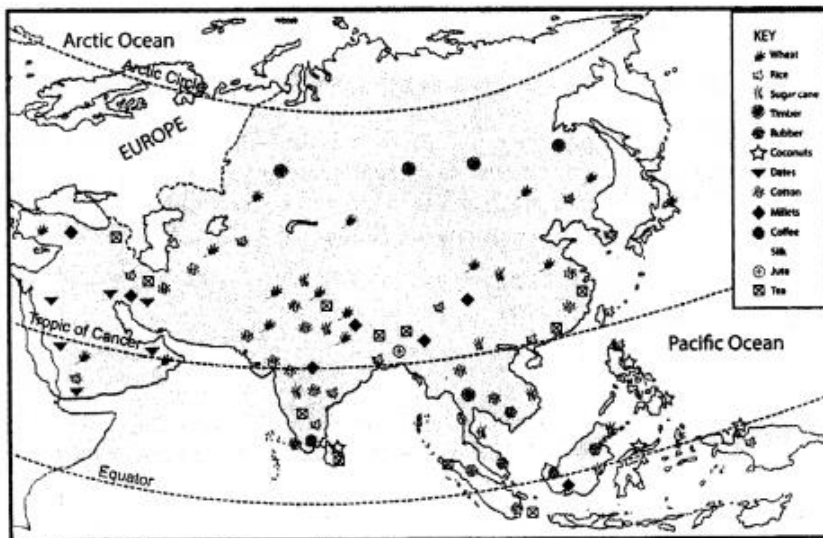 Arctic Ocean
Arctic Circle
EUROPE
Tropic of Cancer
Pacific Ocean
Equator
KEY
Wheat
Rice
Sugar cane
Timber
Rubber
Coconuts
Dates
Cotton
Millets
Coffee
Silk
Jute
Tea